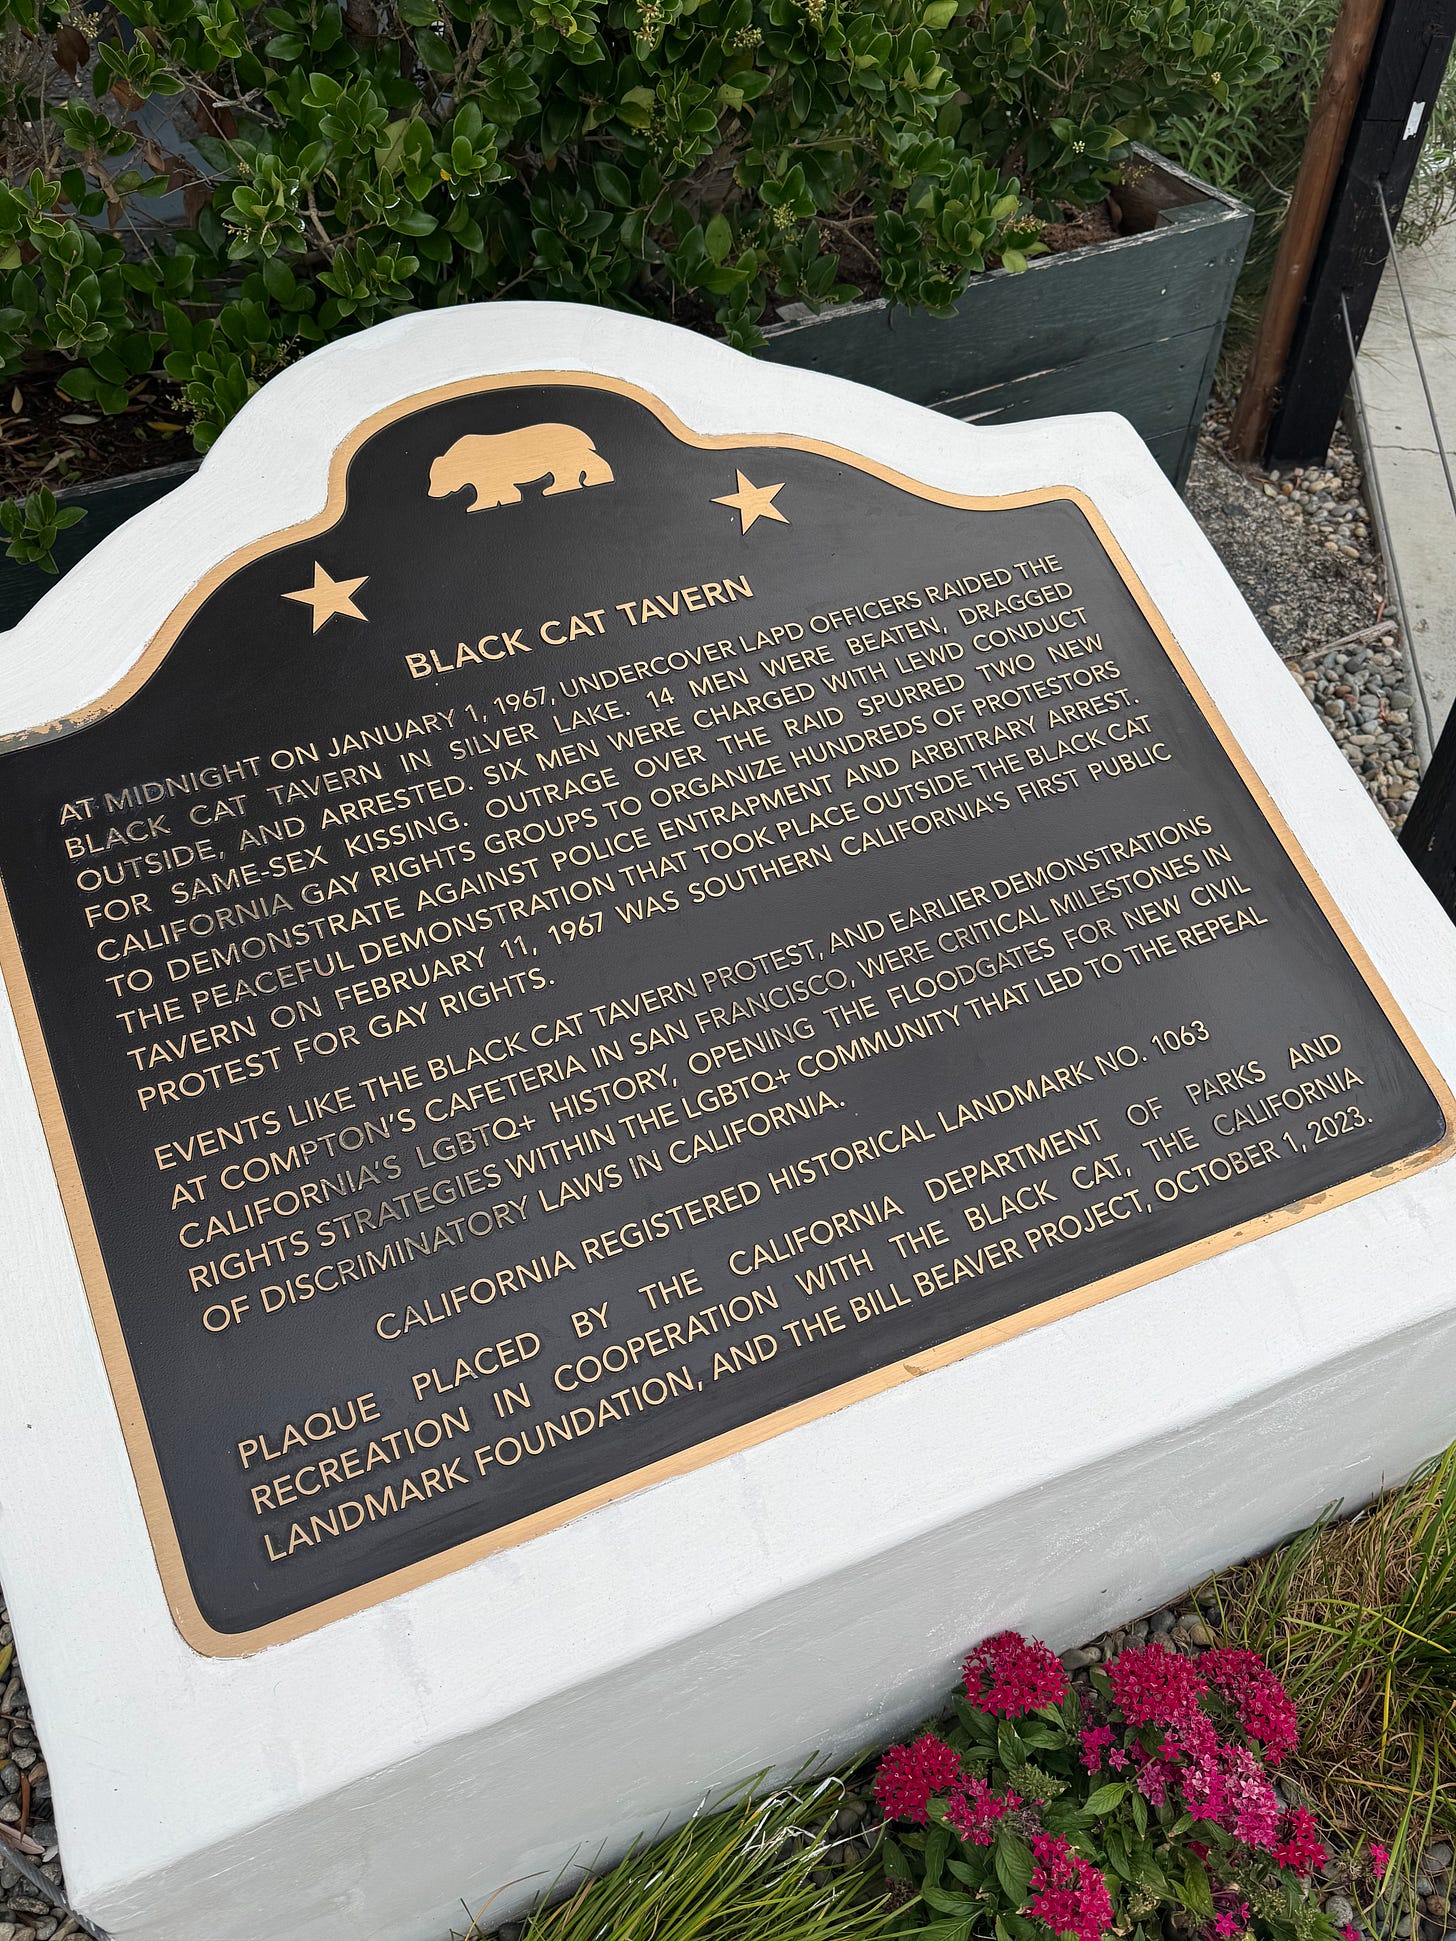 BLACK CAT TAVERN
AT MIDNIGHT ON JANUARY 1, 1967, UNDERCOVER LAPD OFFICERS RAIDED THE
BLACK CAT TAVERN IN SILVER LAKE. 14 MEN WERE BEATEN, DRAGGED
OUTSIDE, AND ARRESTED. SIX MEN WERE CHARGED WITH LEWD CONDUCT
FOR SAME-SEX KISSING. OUTRAGE OVER THE RAID SPURRED TWO NEW
CALIFORNIA GAY RIGHTS GROUPS TO ORGANIZE HUNDREDS OF PROTESTORS
TO DEMONSTRATE AGAINST POLICE ENTRAPMENT AND ARBITRARY ARREST.
THE PEACEFUL DEMONSTRATION THAT TOOK PLACE OUTSIDE THE BLACK CAT
TAVERN ON FEBRUARY 11, 1967 WAS SOUTHERN CALIFORNIA'S FIRST PUBLIC
PROTEST FOR GAY RIGHTS.
EVENTS LIKE THE BLACK CAT TAVERN PROTEST, AND EARLIER DEMONSTRATIONS
AT COMPTON'S CAFETERIA IN SAN FRANCISCO, WERE CRITICAL MILESTONES IN
CALIFORNIA'S LGBTQ+ HISTORY, OPENING THE FLOODGATES FOR NEW CIVIL
RIGHTS STRATEGIES WITHIN THE LGBTQ+ COMMUNITY THAT LED TO THE REPEAL
OF DISCRIMINATORY LAWS IN CALIFORNIA.
CALIFORNIA REGISTERED HISTORICAL LANDMARK NO. 1063
PLAQUE PLACED BY THE CALIFORNIA DEPARTMENT OF PARKS AND
RECREATION IN COOPERATION WITH THE BLACK CAT, THE CALIFORNIA
LANDMARK FOUNDATION, AND THE BILL BEAVER PROJECT, OCTOBER 1, 2023.